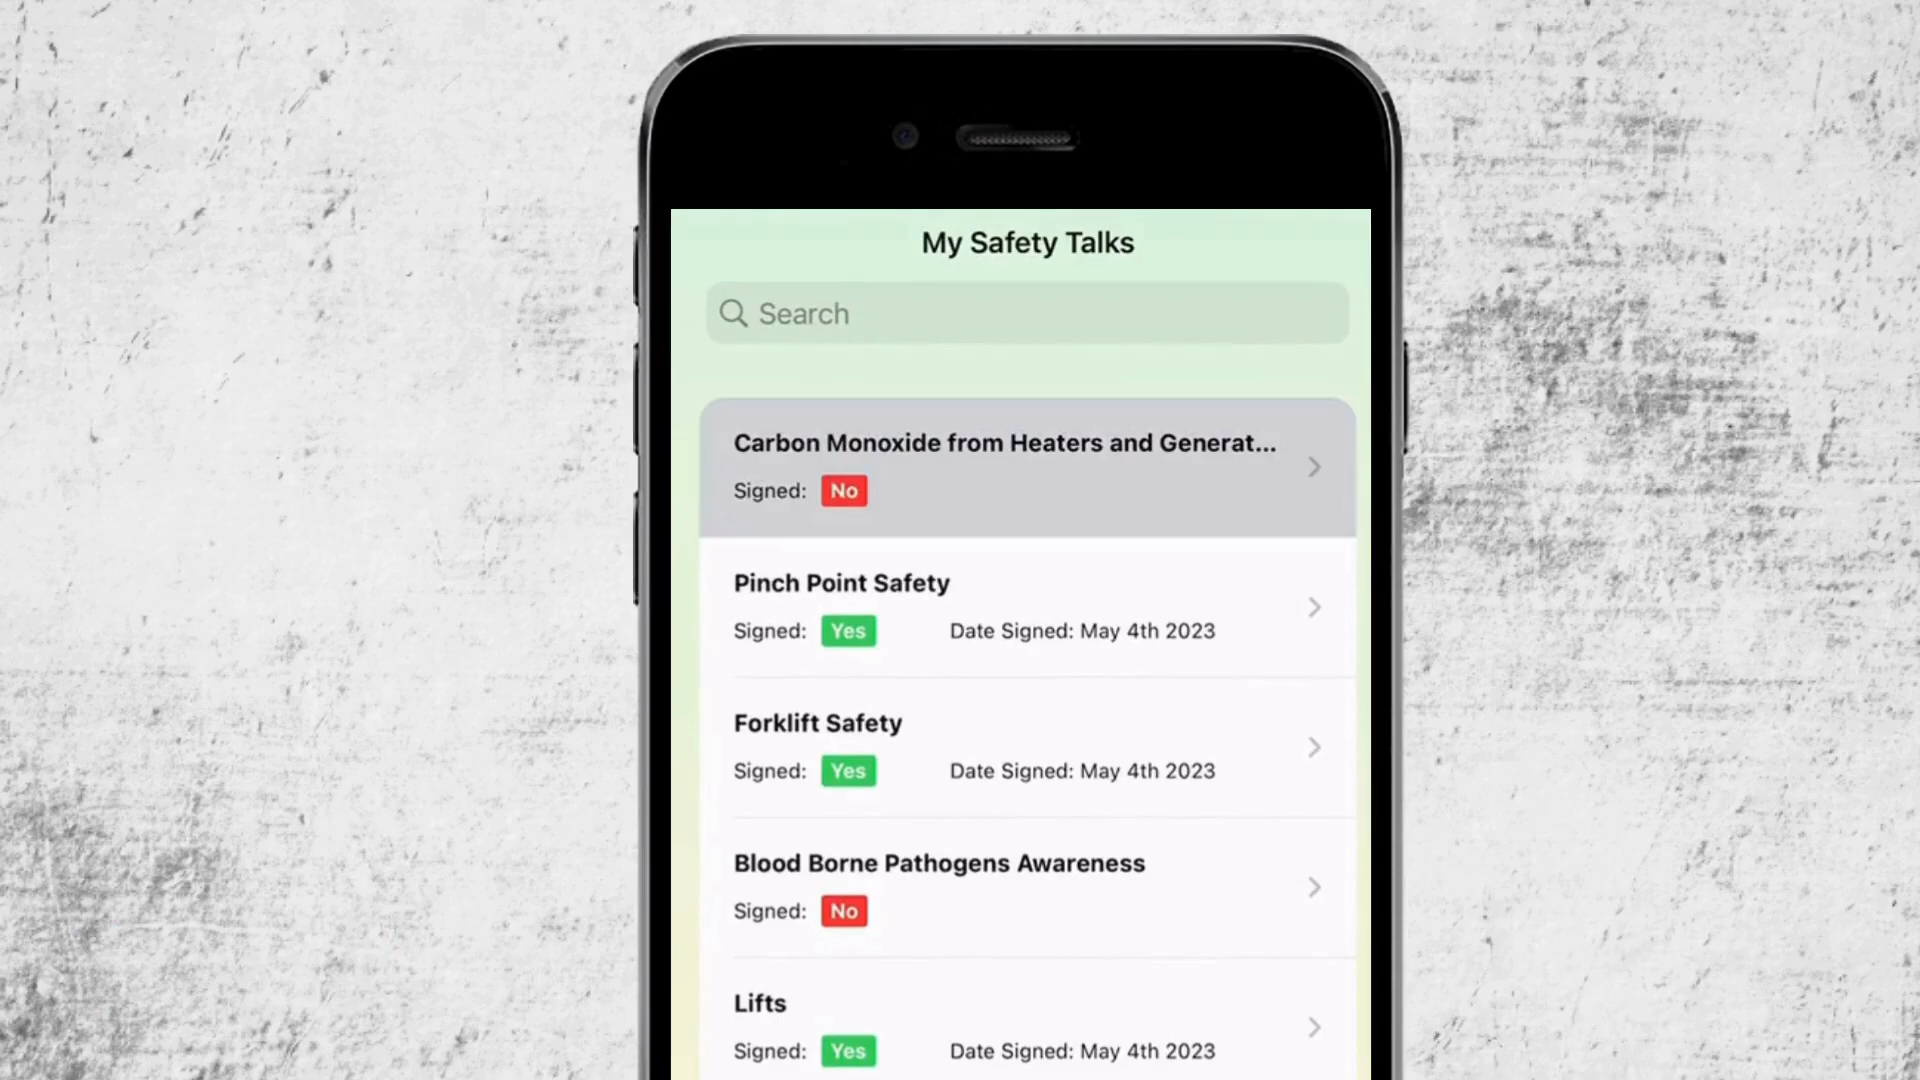 My Safety Talks
Search
Carbon Monoxide from Heaters and Generat...
Signed: No
Pinch Point Safety
Signed: Yes Date Signed: May 4th 2023
Forklift Safety
Signed: Yes Date Signed: May 4th 2023
Blood Borne Pathogens Awareness
Signed: No
Lifts
Signed: Yes Date Signed: May 4th 2023